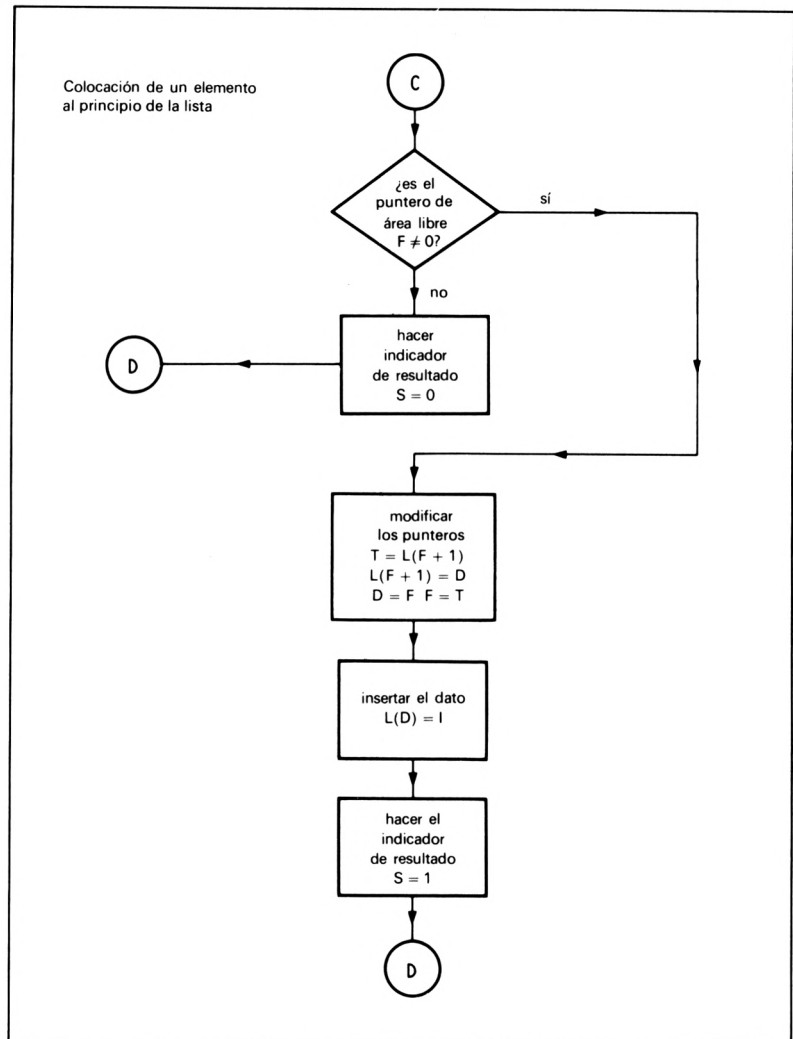 Colocación de un elemento
al principio de la lista
C
¿es el
puntero de
área libre
F ≠ 0?
sí
no
hacer
indicador
de resultado
S = 0
D
modificar
los punteros
T = L(F + 1)
L(F + 1) = D
D = F F = T
insertar el dato
L(D) = I
hacer el
indicador
de resultado
S = 1
D